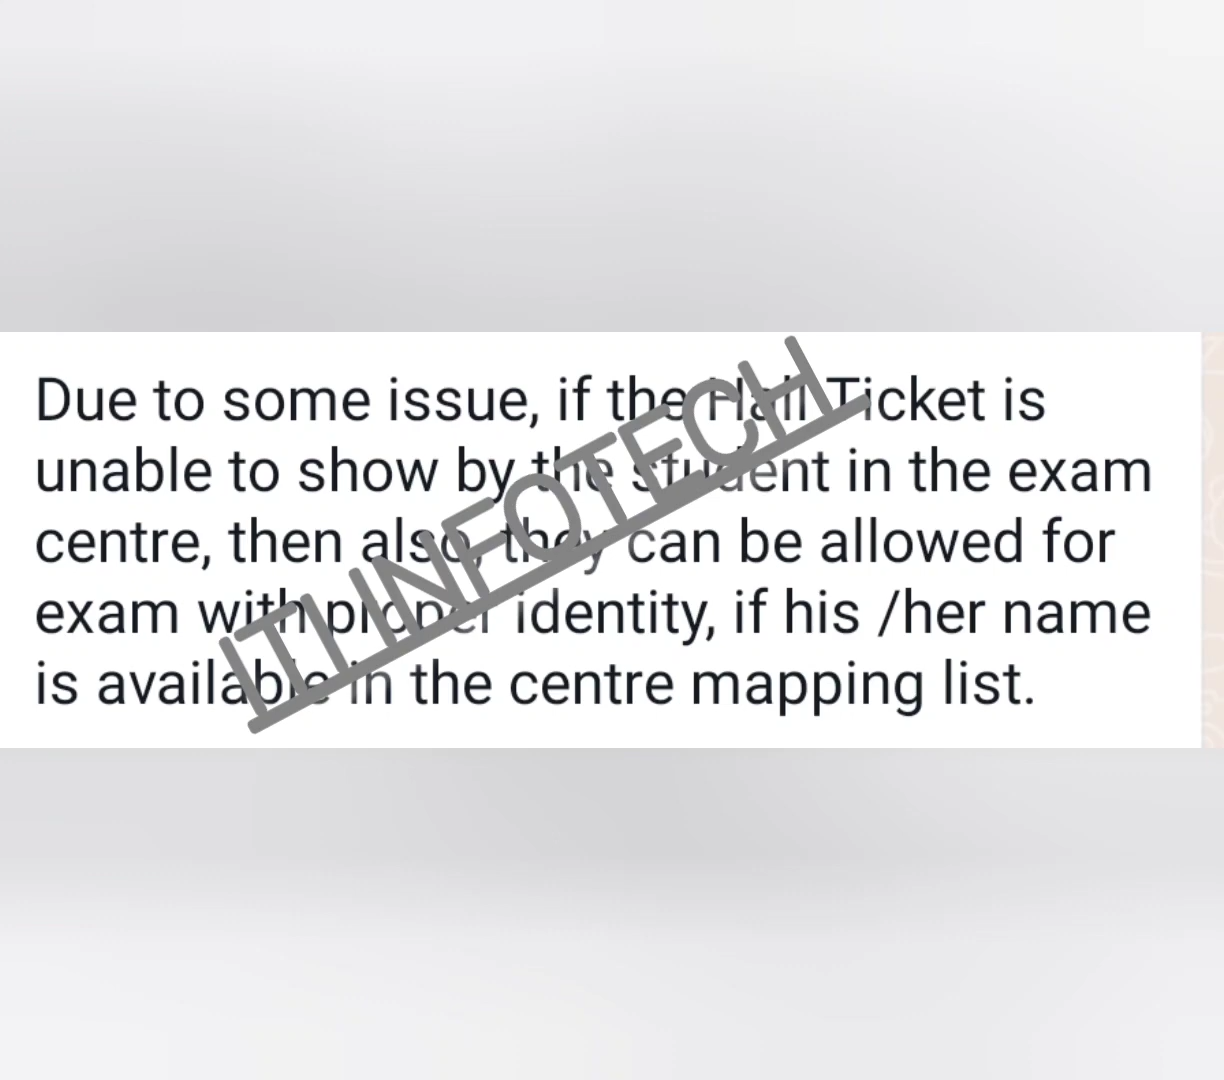 Due to some issue, if the Hall Ticket is
unable to show by the student in the exam
centre, then also, they can be allowed for
exam with proper identity, if his /her name
is available in the centre mapping list.
ITI INFOTECH